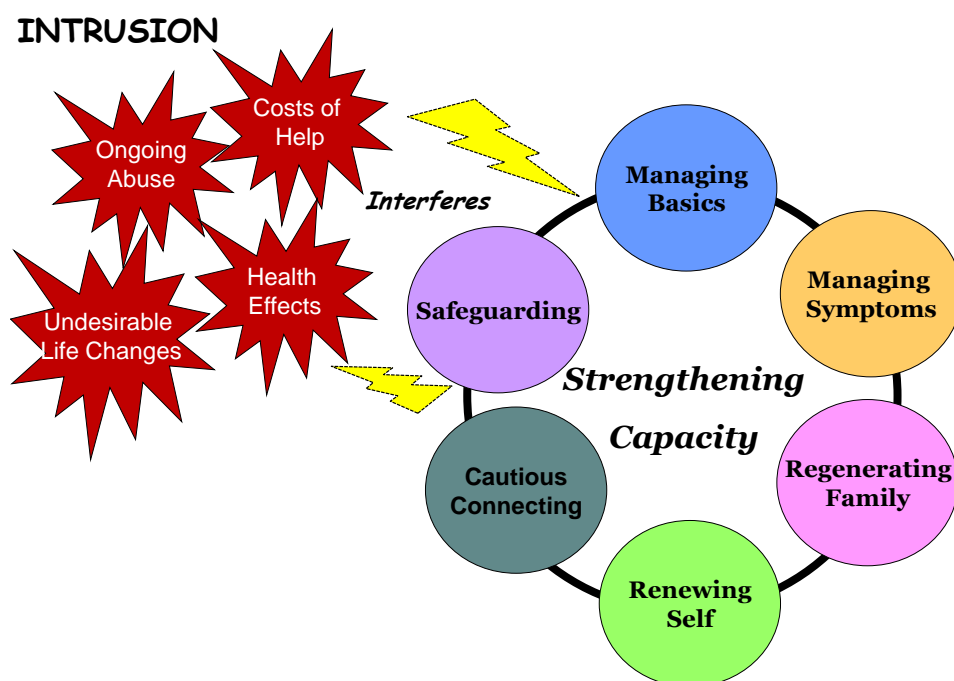 INTRUSION
Costs of
Help
Ongoing
Abuse
Interferes
Health
Effects
Undesirable
Life Changes
Managing
Basics
Managing
Symptoms
Safeguarding
Strengthening
Capacity
Regenerating
Family
Cautious
Connecting
Renewing
Self